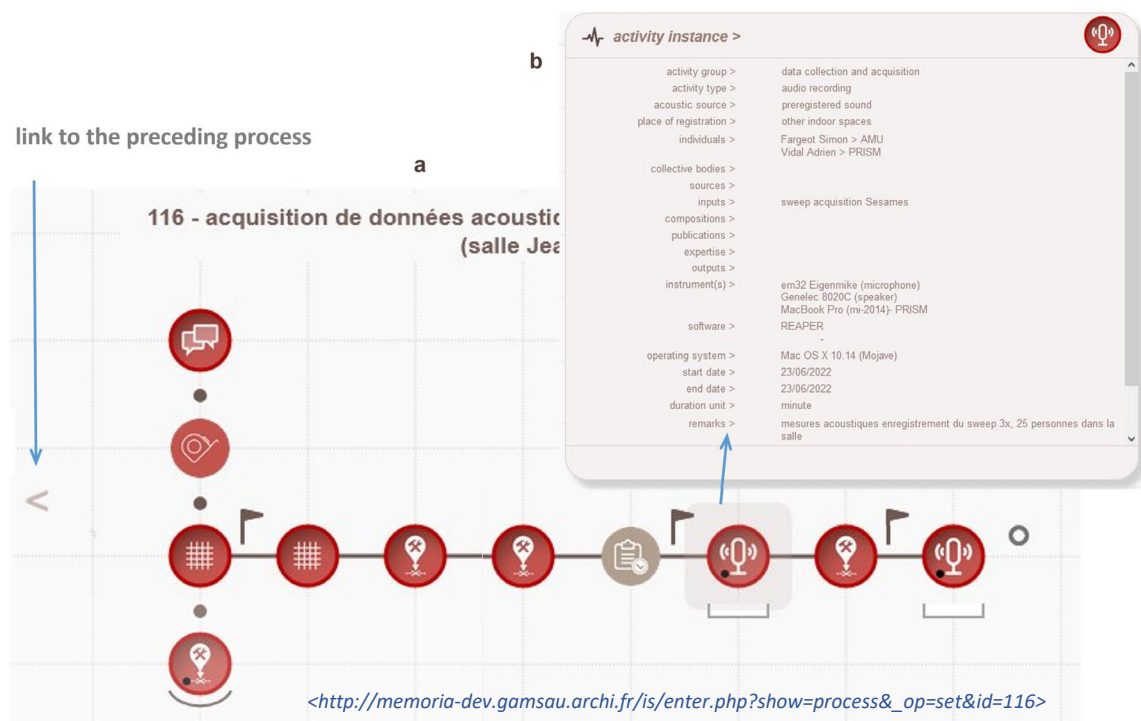 activity instance >
b
activity group > data collection and acquisition
activity type > audio recording
acoustic source > preregistered sound
place of registration > other indoor spaces
individuals > Fargeot Simon > AMU
Vidal Adrien > PRISM
collective bodies >
sources >
inputs > sweep acquisition Sesames
compositions >
publications >
expertise >
outputs >
instrument(s) > em32 Eigenmike (microphone)
Genelec 8020C (speaker)
MacBook Pro (mi-2014)- PRISM
software > REAPER
-
operating system > Mac OS X 10.14 (Mojave)
start date > 23/06/2022
end date > 23/06/2022
duration unit > minute
remarks > mesures acoustiques enregistrement du sweep 3x, 25 personnes dans la
salle
link to the preceding process
a
116 - acquisition de données acoustic
(salle Jea
<
<http://memoria-dev.gamsau.archi.fr/is/enter.php?show=process&_op=set&id=116>